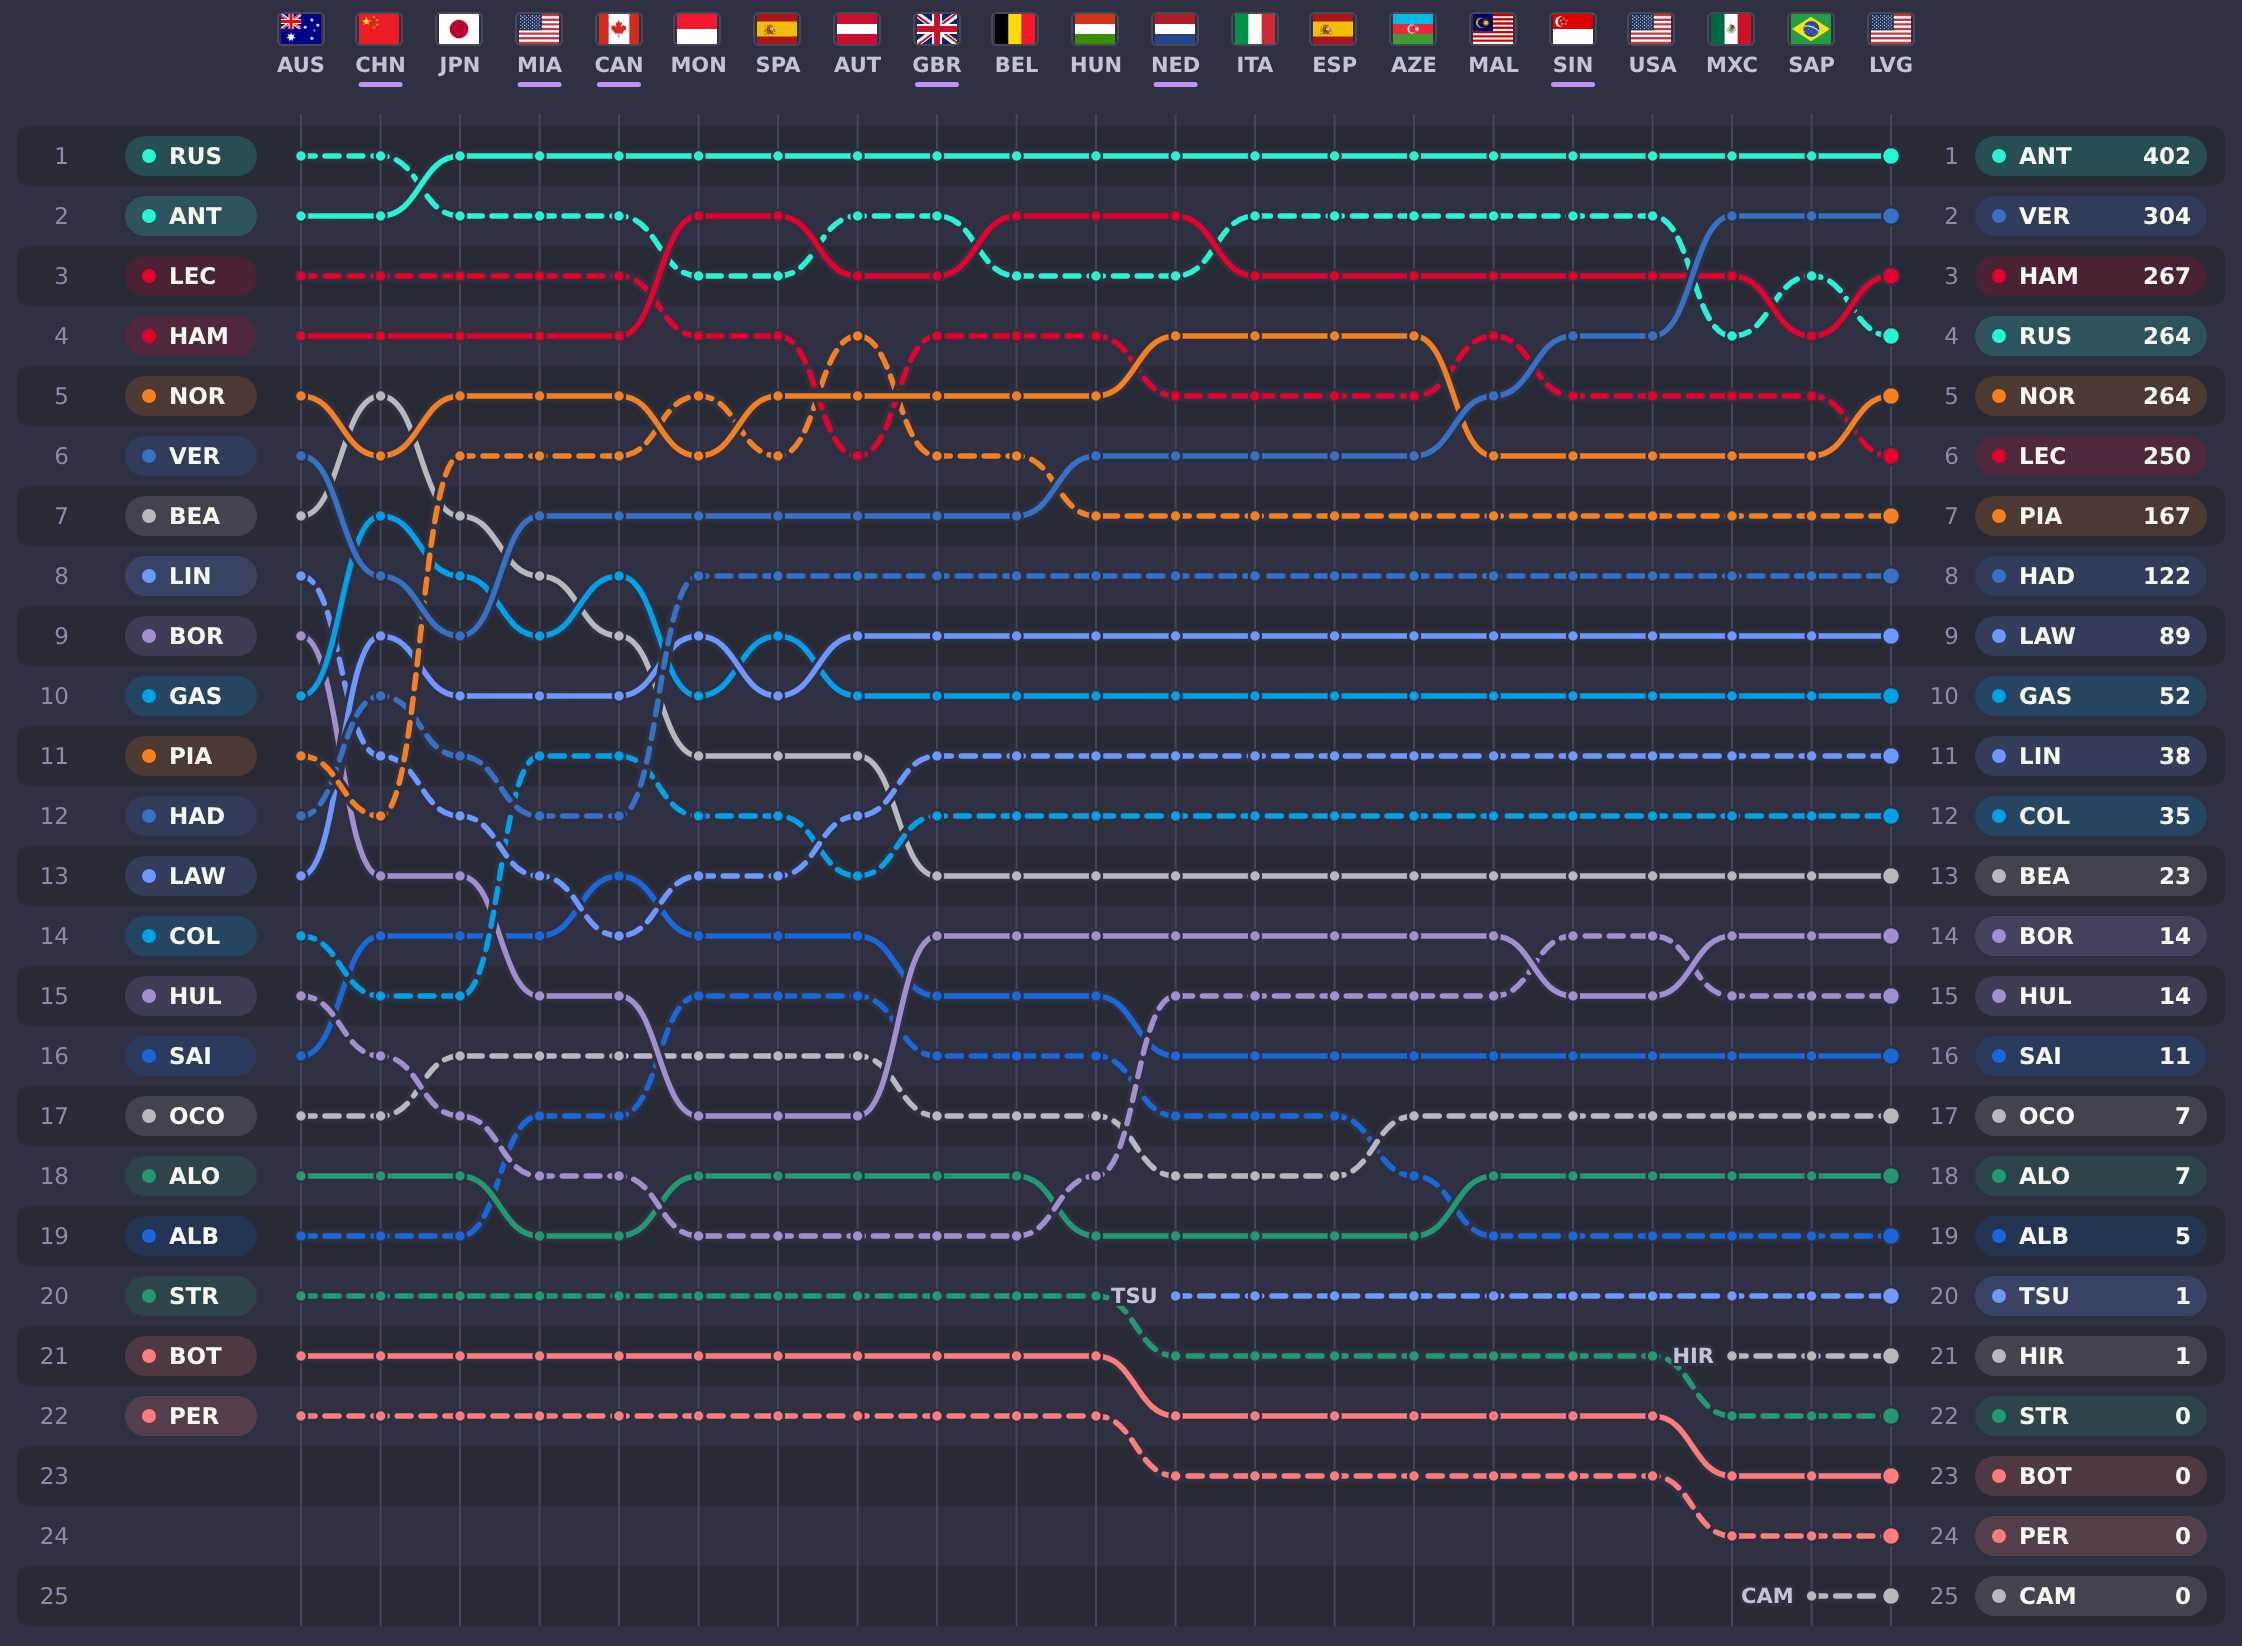 AUS CHN JPN MIA CAN MON SPA AUT GBR BEL HUN NED ITA ESP AZE MAL SIN USA MXC SAP LVG
1 RUS 1 ANT 402
2 ANT 2 VER 304
3 LEC 3 HAM 267
4 HAM 4 RUS 264
5 NOR 5 NOR 264
6 VER 6 LEC 250
7 BEA 7 PIA 167
8 LIN 8 HAD 122
9 BOR 9 LAW 89
10 GAS 10 GAS 52
11 PIA 11 LIN 38
12 HAD 12 COL 35
13 LAW 13 BEA 23
14 COL 14 BOR 14
15 HUL 15 HUL 14
16 SAI 16 SAI 11
17 OCO 17 OCO 7
18 ALO 18 ALO 7
19 ALB 19 ALB 5
20 STR TSU 20 TSU 1
21 BOT HIR 21 HIR 1
22 PER 22 STR 0
23 23 BOT 0
24 24 PER 0
25 CAM 25 CAM 0